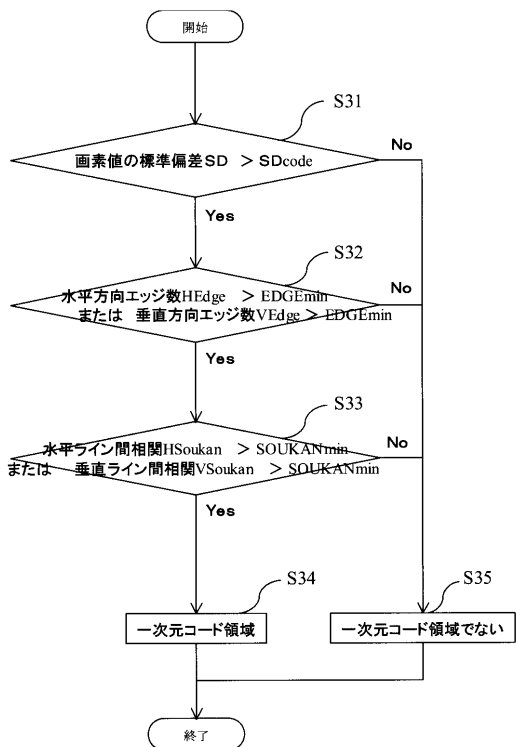 開始
S31
画素値の標準偏差SD > SDcode
No
Yes
S32
水平方向エッジ数HEdge > EDGEmin
または 垂直方向エッジ数VEdge > EDGEmin
No
Yes
S33
水平ライン間相関HSoukan > SOUKANmin
または 垂直ライン間相関VSoukan > SOUKANmin
No
Yes
S34
一次元コード領域
S35
一次元コード領域でない
終了